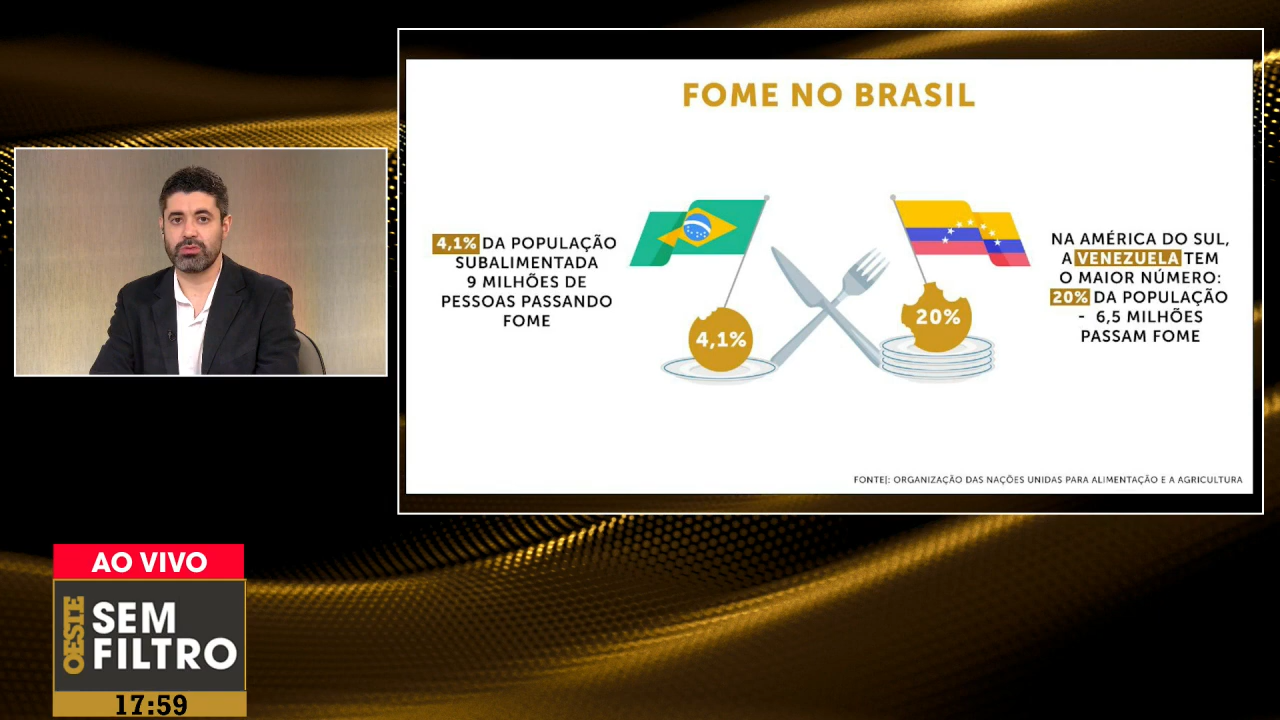 FOME NO BRASIL
4,1% DA POPULAÇÃO
SUBALIMENTADA
9 MILHÕES DE
PESSOAS PASSANDO
FOME
4,1%
20%
NA AMÉRICA DO SUL,
A VENEZUELA TEM
O MAIOR NÚMERO:
20% DA POPULAÇÃO
- 6,5 MILHÕES
PASSAM FOME
FONTE|: ORGANIZAÇÃO DAS NAÇÕES UNIDAS PARA ALIMENTAÇÃO E A AGRICULTURA
AO VIVO
OESTE
SEM
FILTRO
17:59